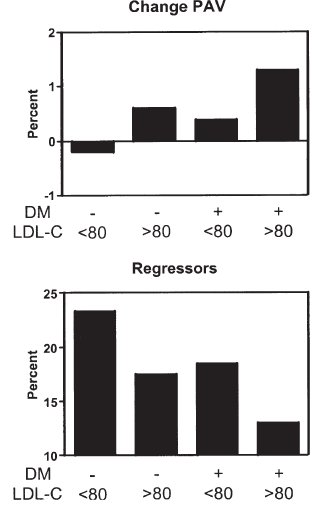 Change PAV
2
1
0
-1
Percent
DM - - + +
LDL-C <80 >80 <80 >80
Regressors
25
20
15
10
Percent
DM - - + +
LDL-C <80 >80 <80 >80